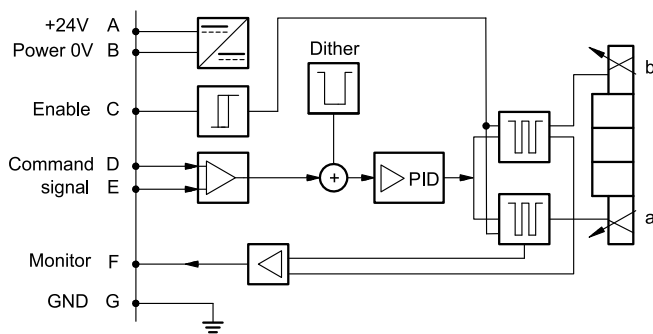 +24V A
Power 0V B
Dither
b
Enable C
Command D
signal E
+
PID
a
Monitor F
GND G